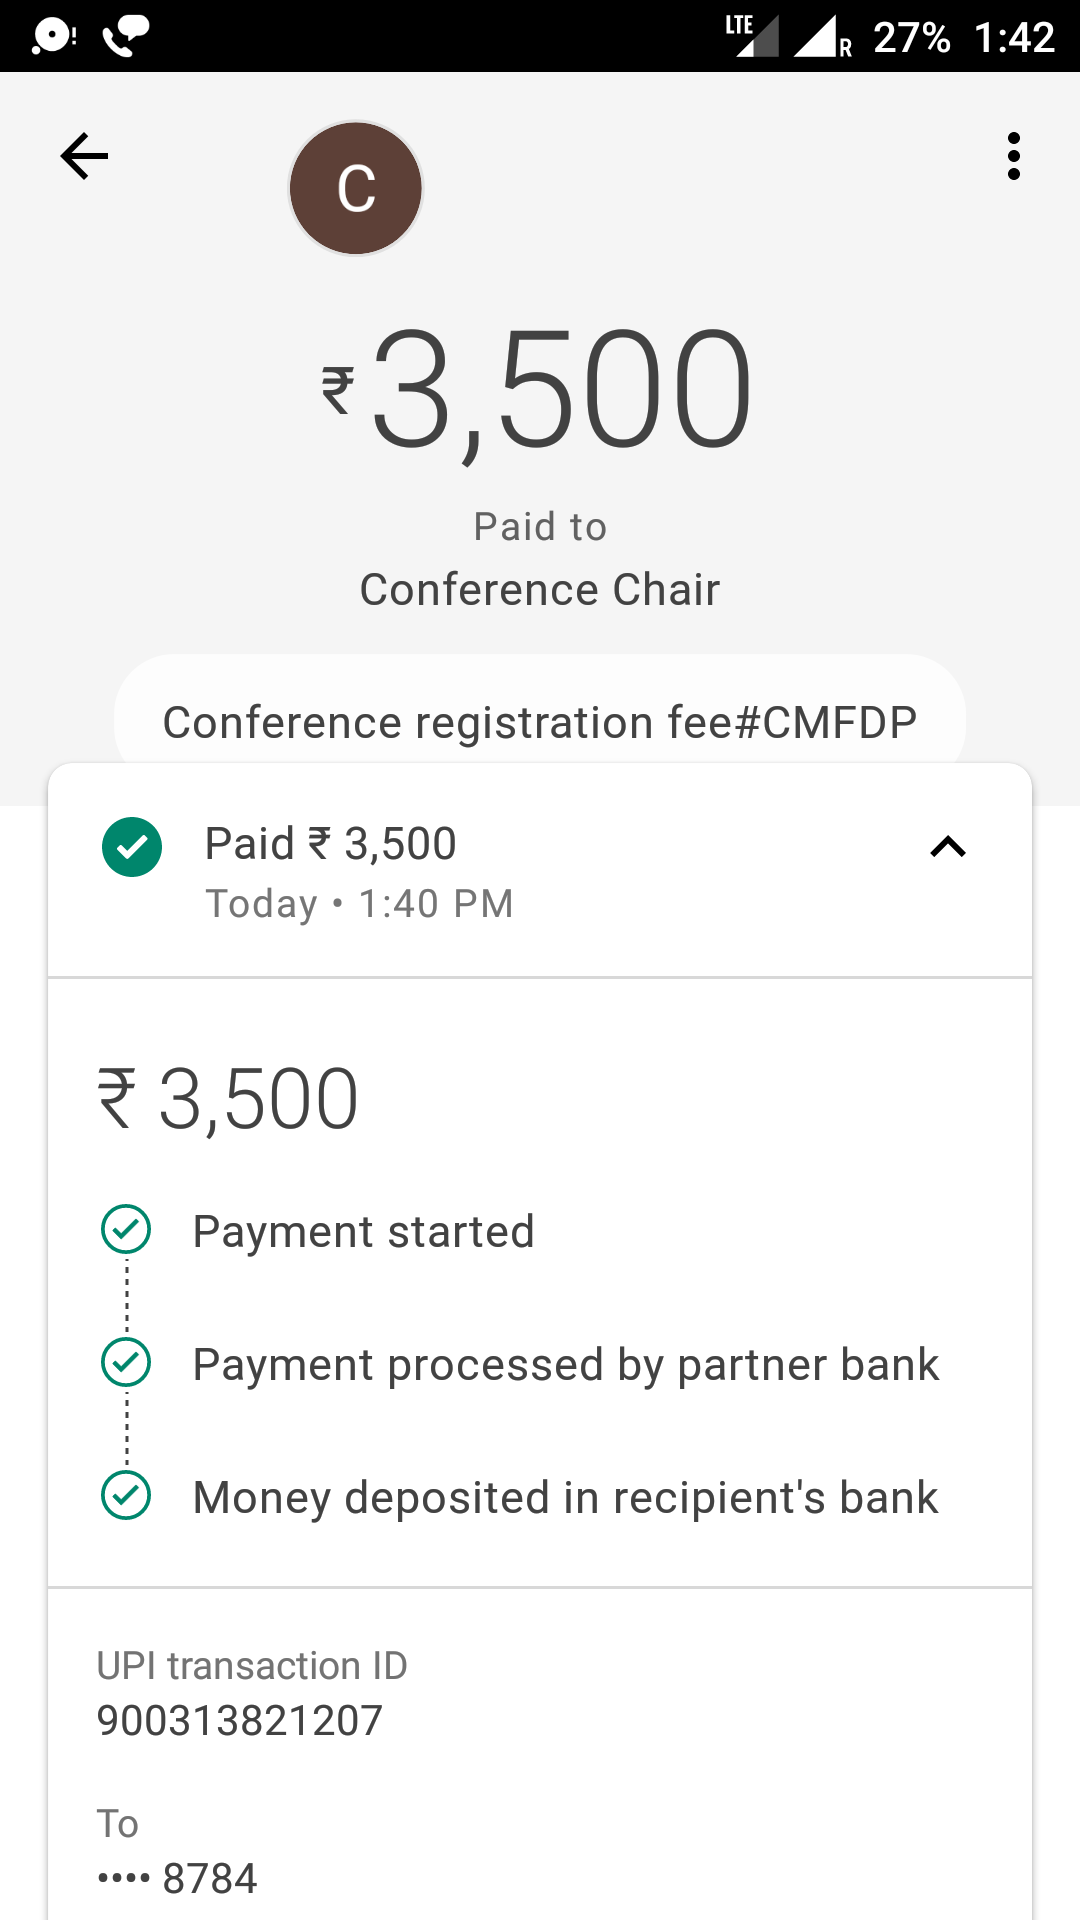 LTE R 27% 1:42
C
₹3,500
Paid to
Conference Chair
Conference registration fee#CMFDP
Paid ₹ 3,500
Today • 1:40 PM
₹ 3,500
Payment started
Payment processed by partner bank
Money deposited in recipient's bank
UPI transaction ID
900313821207
To
•••• 8784